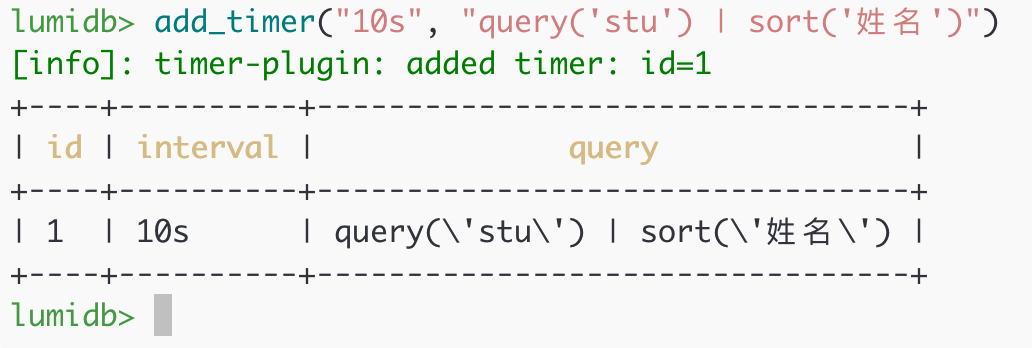 lumidb> add_timer("10s", "query('stu') | sort('姓名')")
[info]: timer-plugin: added timer: id=1
+----+----------+---------------------------------+
| id | interval |              query              |
+----+----------+---------------------------------+
| 1  | 10s      | query(\'stu\') | sort(\'姓名\') |
+----+----------+---------------------------------+
lumidb>